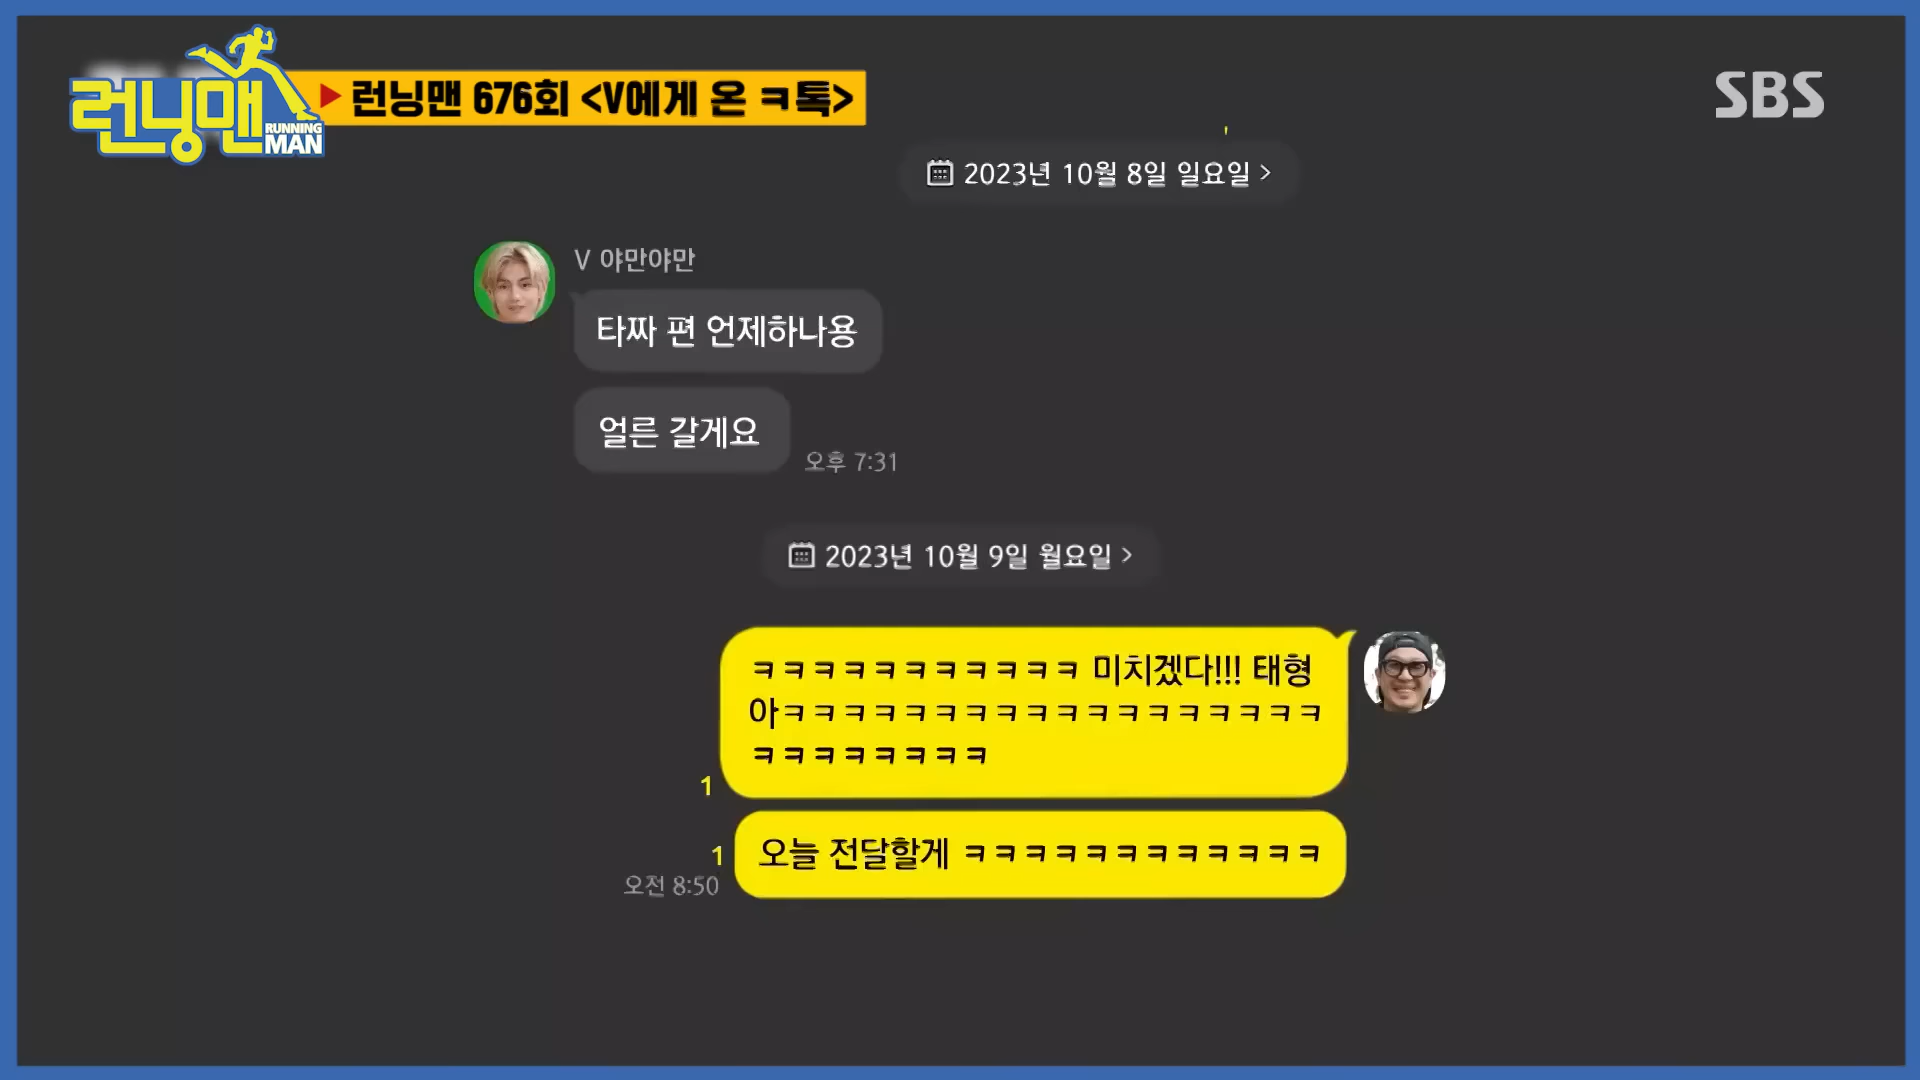 런닝맨
RUNNING
MAN
런닝맨 676회 <V에게 온 ㅋ톡>
SBS
2023년 10월 8일 일요일 >
V 야만야만
타짜 편 언제하나용
얼른 갈게요
오후 7:31
2023년 10월 9일 월요일 >
ㅋㅋㅋㅋㅋㅋㅋㅋㅋㅋㅋ 미치겠다!!! 태형
아ㅋㅋㅋㅋㅋㅋㅋㅋㅋㅋㅋㅋㅋㅋㅋㅋㅋㅋ
ㅋㅋㅋㅋㅋㅋㅋㅋ
1
오늘 전달할게 ㅋㅋㅋㅋㅋㅋㅋㅋㅋㅋㅋㅋ
1
오전 8:50